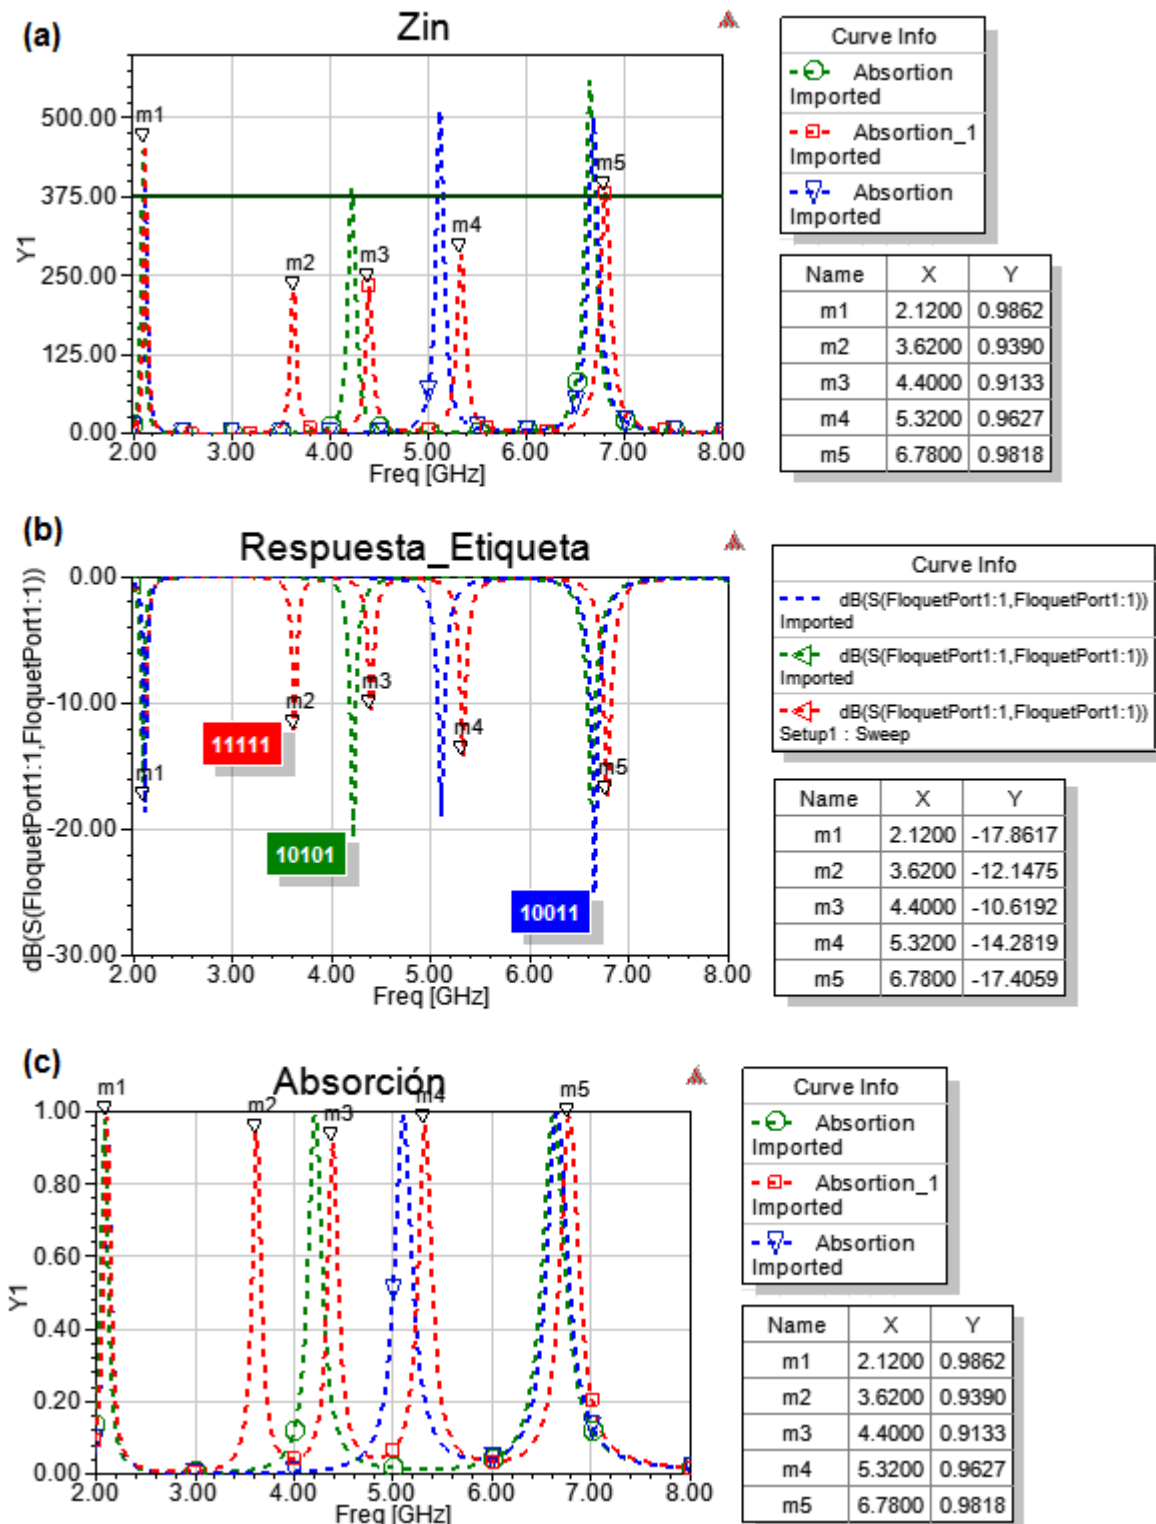 (a)
Zin
Y1
500.00
375.00
250.00
125.00
0.00
m1
m2
m3
m4
m5
2.00 3.00 4.00 5.00 6.00 7.00 8.00
Freq [GHz]
Curve Info
Absortion
Imported
Absortion_1
Imported
Absortion
Imported
Name X Y
m1 2.1200 0.9862
m2 3.6200 0.9390
m3 4.4000 0.9133
m4 5.3200 0.9627
m5 6.7800 0.9818
(b)
Respuesta_Etiqueta
dB(S(FloquetPort1:1,FloquetPort1:1))
0.00
-10.00
-20.00
-30.00
m1
m2
m3
m4
m5
11111
10101
10011
2.00 3.00 4.00 5.00 6.00 7.00 8.00
Freq [GHz]
Curve Info
dB(S(FloquetPort1:1,FloquetPort1:1))
Imported
dB(S(FloquetPort1:1,FloquetPort1:1))
Imported
dB(S(FloquetPort1:1,FloquetPort1:1))
Setup1 : Sweep
Name X Y
m1 2.1200 -17.8617
m2 3.6200 -12.1475
m3 4.4000 -10.6192
m4 5.3200 -14.2819
m5 6.7800 -17.4059
(c)
Absorción
Y1
1.00
0.80
0.60
0.40
0.20
0.00
m1
m2
m3
m4
m5
2.00 3.00 4.00 5.00 6.00 7.00 8.00
Freq [GHz]
Curve Info
Absortion
Imported
Absortion_1
Imported
Absortion
Imported
Name X Y
m1 2.1200 0.9862
m2 3.6200 0.9390
m3 4.4000 0.9133
m4 5.3200 0.9627
m5 6.7800 0.9818